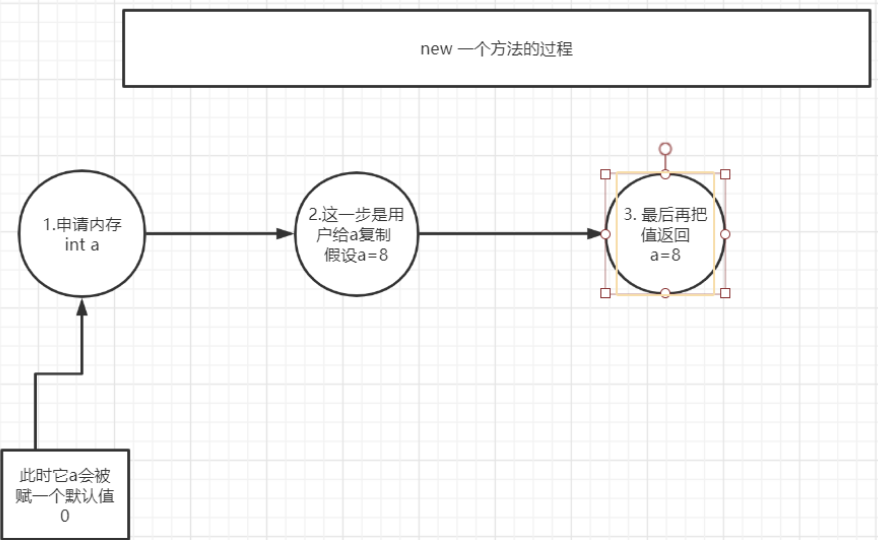 new 一个方法的过程
1.申请内存
int a
2.这一步是用
户给a复制
假设a=8
3. 最后再把
值返回
a=8
此时它a会被
赋一个默认值
0